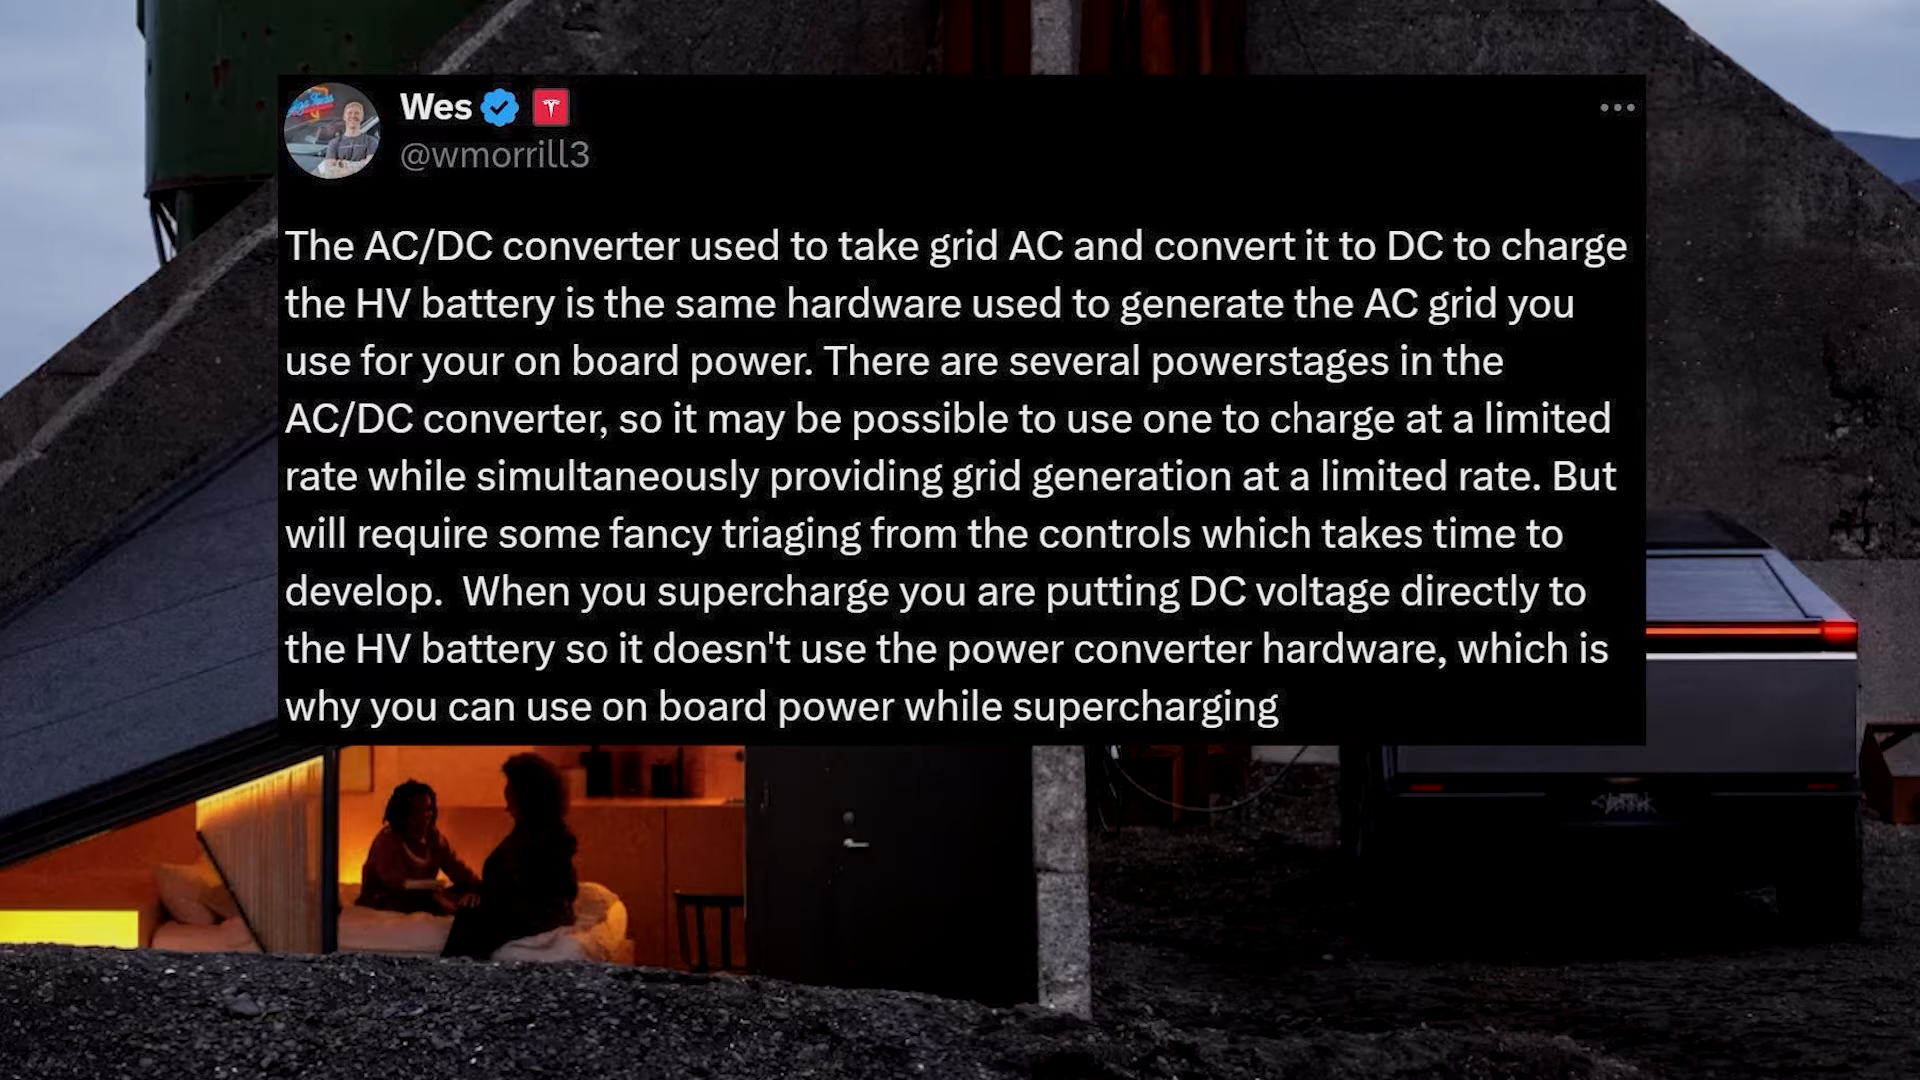 Wes
@wmorrill3
The AC/DC converter used to take grid AC and convert it to DC to charge
the HV battery is the same hardware used to generate the AC grid you
use for your on board power. There are several powerstages in the
AC/DC converter, so it may be possible to use one to charge at a limited
rate while simultaneously providing grid generation at a limited rate. But
will require some fancy triaging from the controls which takes time to
develop.  When you supercharge you are putting DC voltage directly to
the HV battery so it doesn't use the power converter hardware, which is
why you can use on board power while supercharging